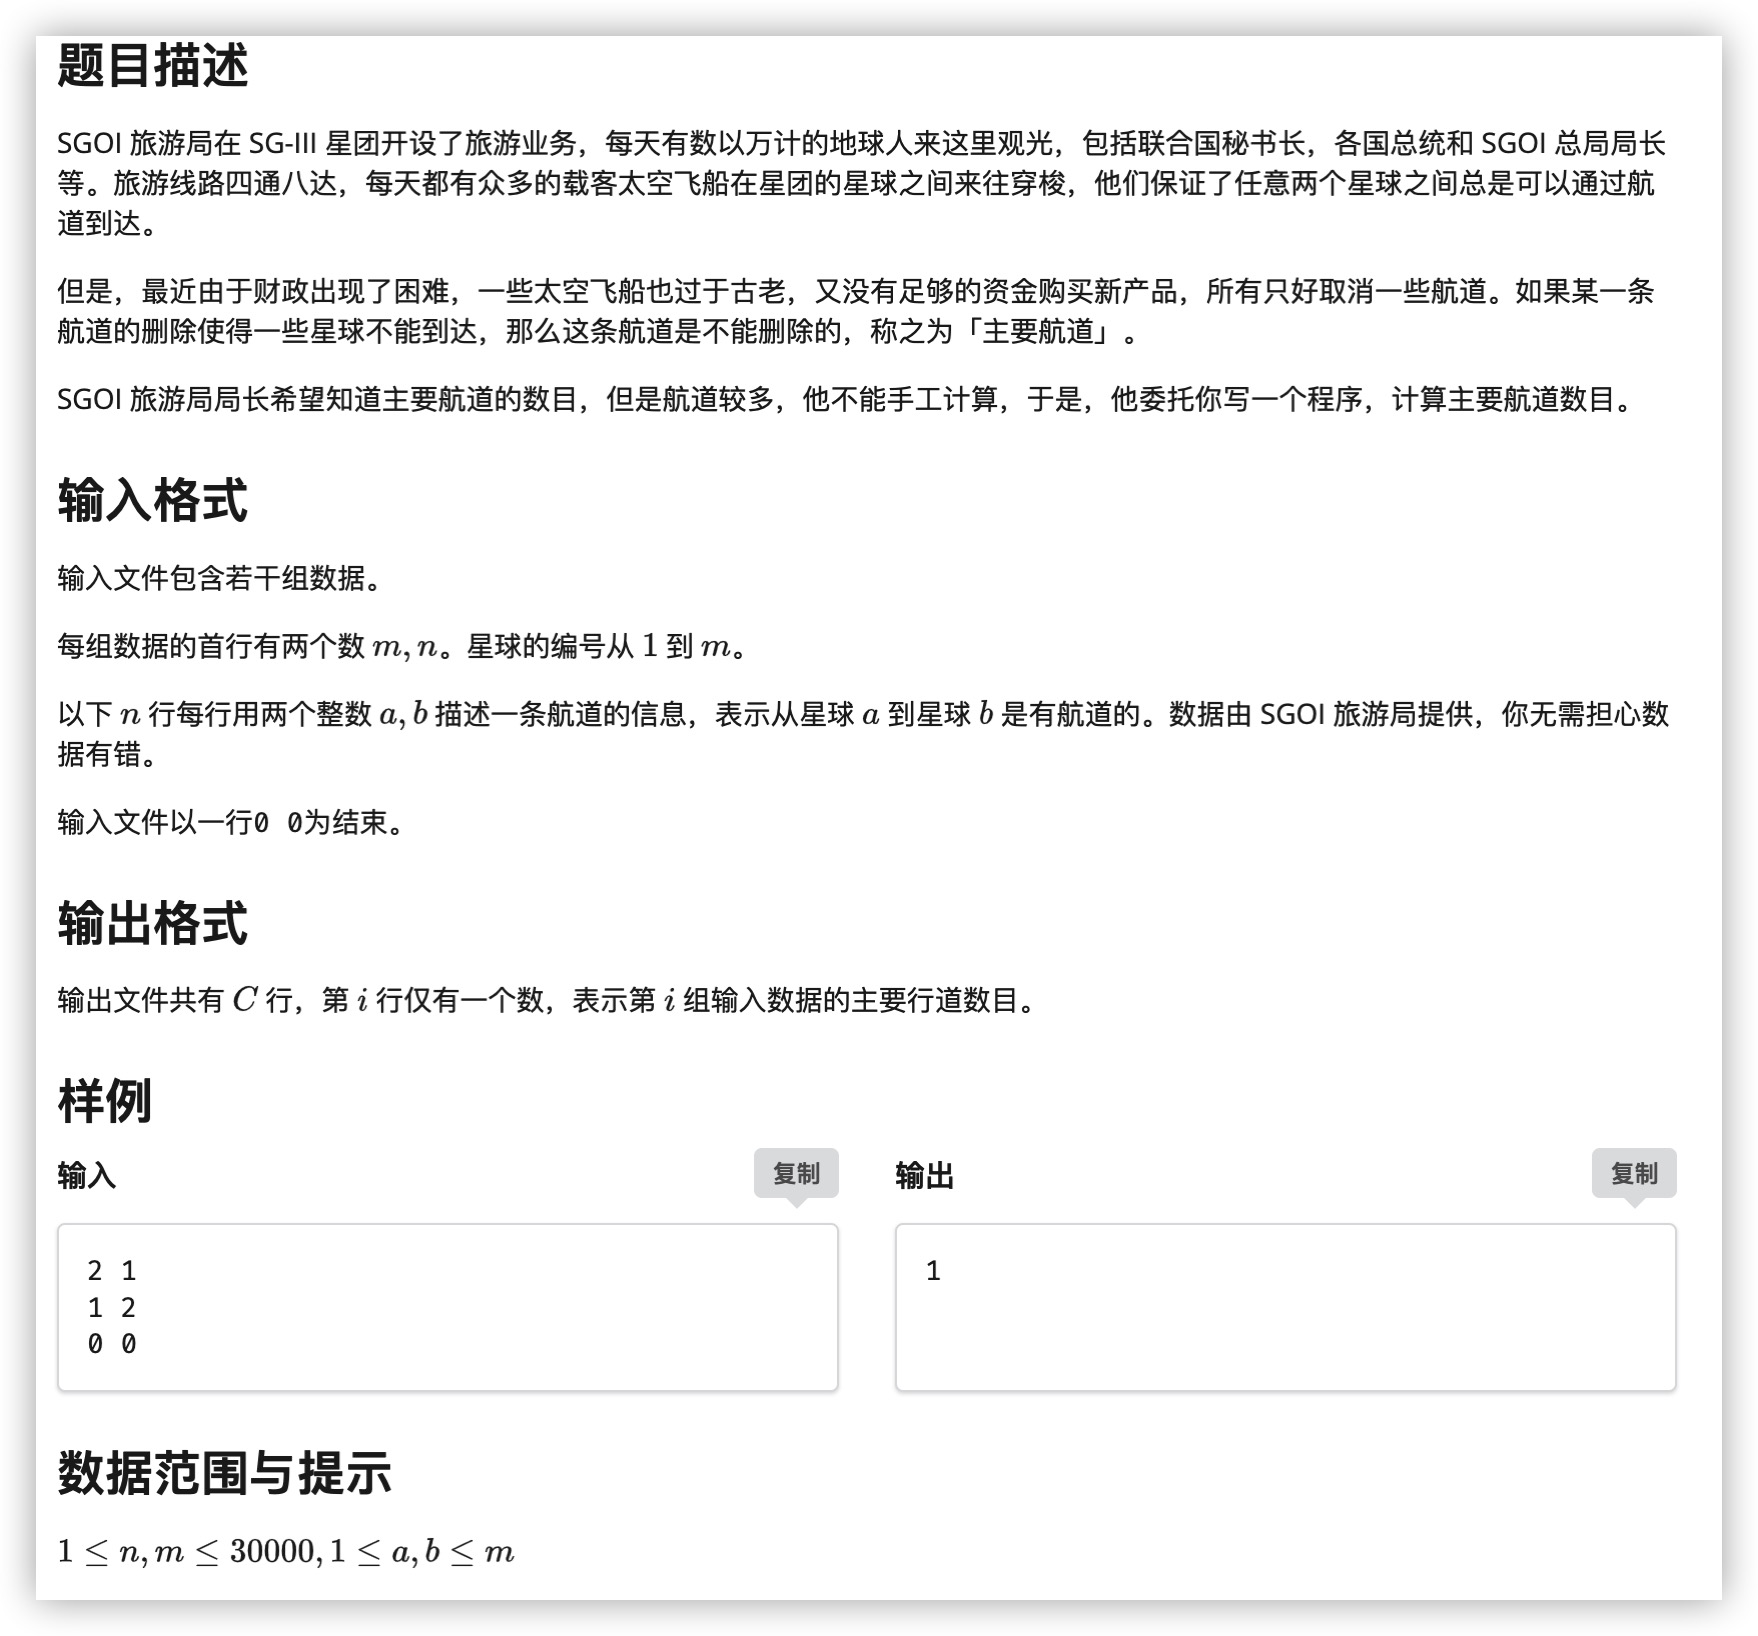 题目描述
SGOI 旅游局在 SG-III 星团开设了旅游业务，每天有数以万计的地球人来这里观光，包括联合国秘书长，各国总统和 SGOI 总局局长
等。旅游线路四通八达，每天都有众多的载客太空飞船在星团的星球之间来往穿梭，他们保证了任意两个星球之间总是可以通过航
道到达。
但是，最近由于财政出现了困难，一些太空飞船也过于古老，又没有足够的资金购买新产品，所有只好取消一些航道。如果某一条
航道的删除使得一些星球不能到达，那么这条航道是不能删除的，称之为「主要航道」。
SGOI 旅游局局长希望知道主要航道的数目，但是航道较多，他不能手工计算，于是，他委托你写一个程序，计算主要航道数目。
输入格式
输入文件包含若干组数据。
每组数据的首行有两个数 m, n。星球的编号从 1 到 m。
以下 n 行每行用两个整数 a, b 描述一条航道的信息，表示从星球 a 到星球 b 是有航道的。数据由 SGOI 旅游局提供，你无需担心数
据有错。
输入文件以一行0 0为结束。
输出格式
输出文件共有 C 行，第 i 行仅有一个数，表示第 i 组输入数据的主要行道数目。
样例
输入 复制 输出 复制
2 1 1
1 2
0 0
数据范围与提示
1 ≤ n, m ≤ 30000, 1 ≤ a, b ≤ m